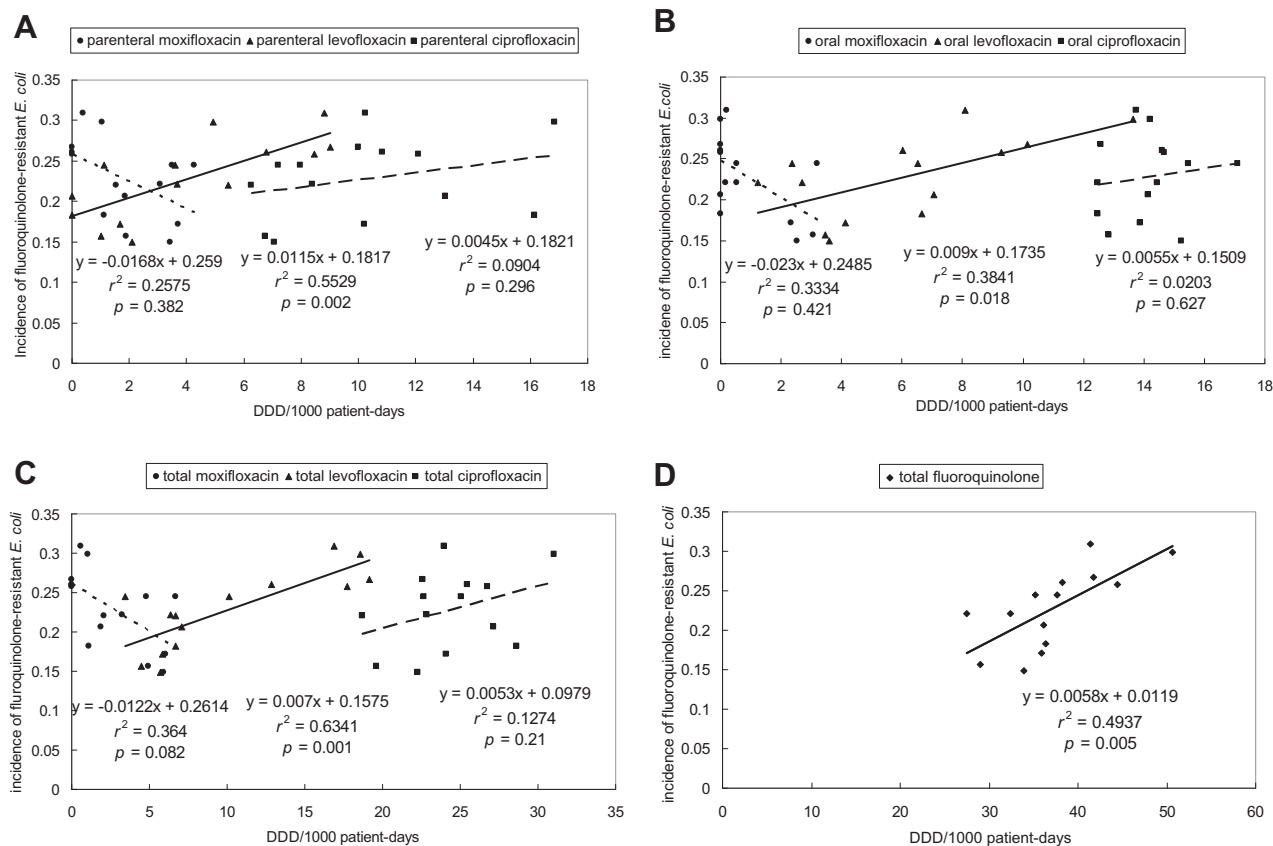 A
parenteral moxifloxacin parenteral levofloxacin parenteral ciprofloxacin
Incidence of fluoroquinolone-resistant E. coli
0.35
0.3
0.25
0.2
0.15
0.1
0.05
0
y = -0.0168x + 0.259
r² = 0.2575
p = 0.382
y = 0.0115x + 0.1817
r² = 0.5529
p = 0.002
y = 0.0045x + 0.1821
r² = 0.0904
p = 0.296
0 2 4 6 8 10 12 14 16 18
DDD/1000 patient-days
B
oral moxifloxacin oral levofloxacin oral ciprofloxacin
incidene of fluoroquinolone-resistant E.coli
0.35
0.3
0.25
0.2
0.15
0.1
0.05
0
y = -0.023x + 0.2485
r² = 0.3334
p = 0.421
y = 0.009x + 0.1735
r² = 0.3841
p = 0.018
y = 0.0055x + 0.1509
r² = 0.0203
p = 0.627
0 2 4 6 8 10 12 14 16 18
DDD/1000 patient-days
C
total moxifloxacin total levofloxacin total ciprofloxacin
incidence of fluroquinolone-resistant E. coli
0.35
0.3
0.25
0.2
0.15
0.1
0.05
0
y = -0.0122x + 0.2614
r² = 0.364
p = 0.082
y = 0.007x + 0.1575
r² = 0.6341
p = 0.001
y = 0.0053x + 0.0979
r² = 0.1274
p = 0.21
0 5 10 15 20 25 30 35
DDD/1000 patient-days
D
total fluoroquinolone
incidence of fluoroquinolone-resistant E. coli
0.35
0.3
0.25
0.2
0.15
0.1
0.05
0
y = 0.0058x + 0.0119
r² = 0.4937
p = 0.005
0 10 20 30 40 50 60
DDD/1000 patient-days